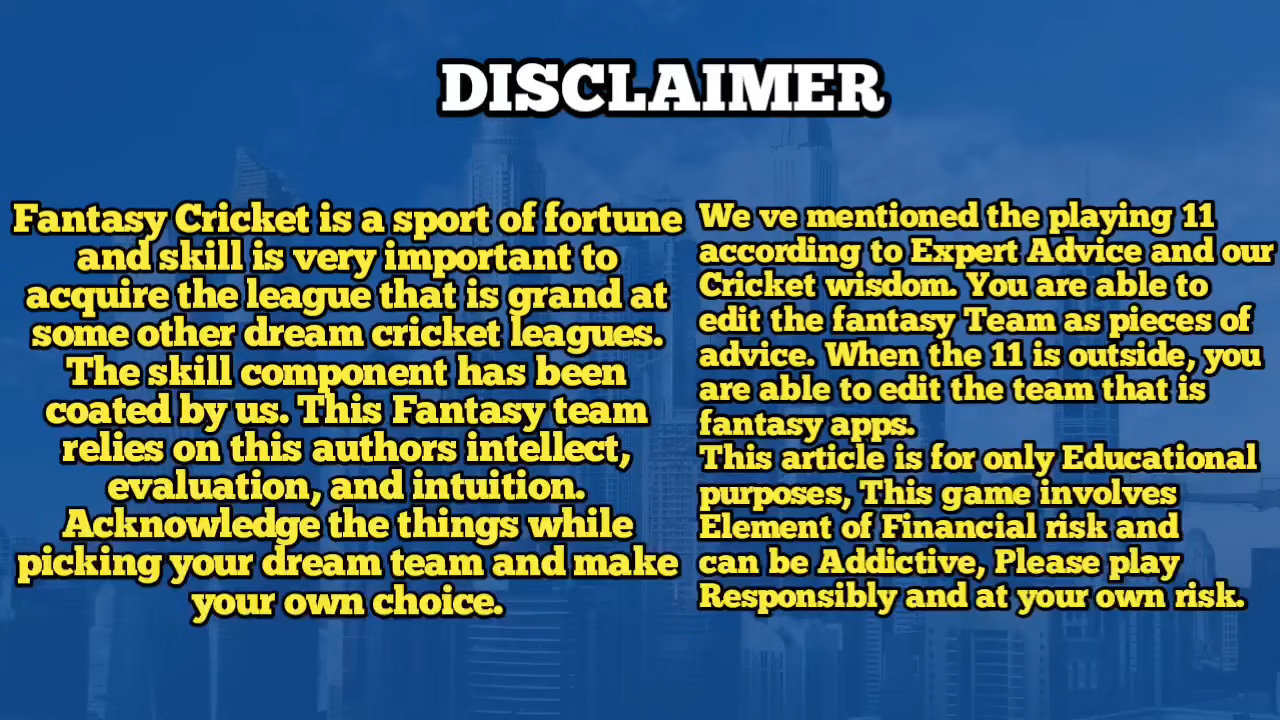 DISCLAIMER
Fantasy Cricket is a sport of fortune
and skill is very important to
acquire the league that is grand at
some other dream cricket leagues.
The skill component has been
coated by us. This Fantasy team
relies on this authors intellect,
evaluation, and intuition.
Acknowledge the things while
picking your dream team and make
your own choice.
We ve mentioned the playing 11
according to Expert Advice and our
Cricket wisdom. You are able to
edit the fantasy Team as pieces of
advice. When the 11 is outside, you
are able to edit the team that is
fantasy apps.
This article is for only Educational
purposes, This game involves
Element of Financial risk and
can be Addictive, Please play
Responsibly and at your own risk.